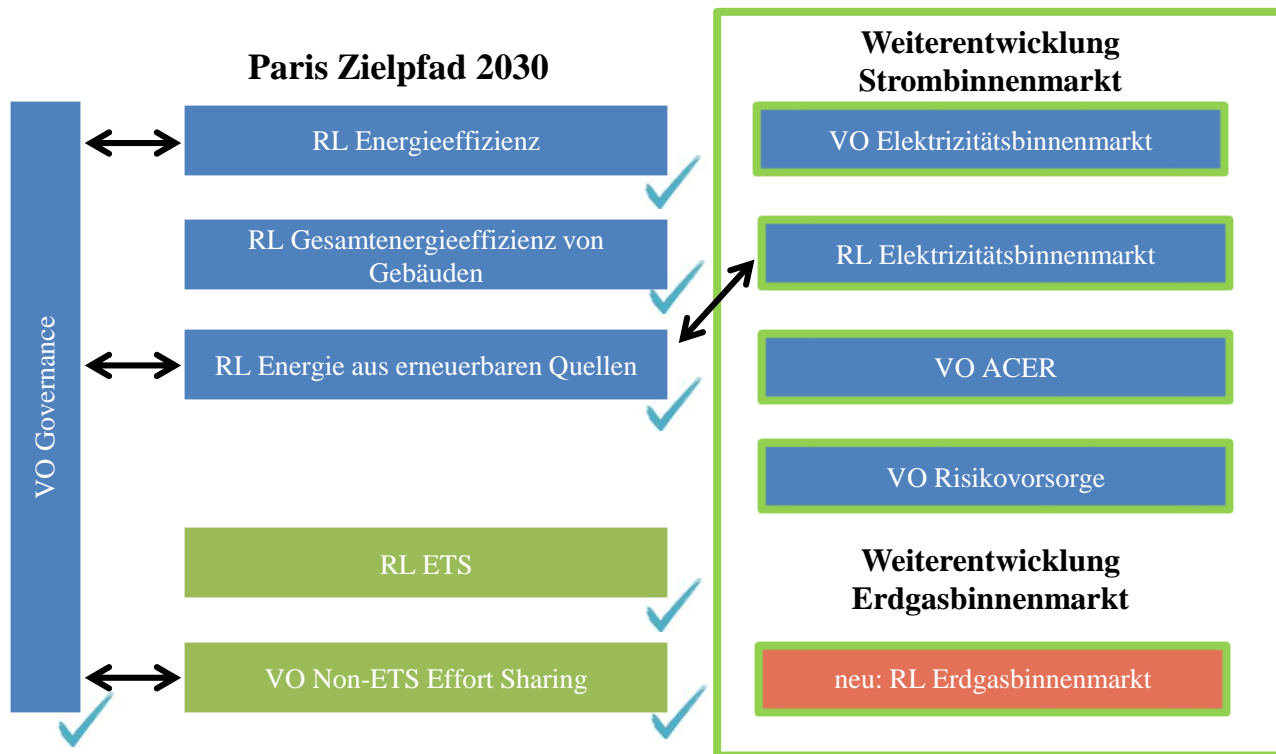 Paris Zielpfad 2030
VO Governance
RL Energieeffizienz
RL Gesamtenergieeffizienz von
Gebäuden
RL Energie aus erneuerbaren Quellen
RL ETS
VO Non-ETS Effort Sharing
Weiterentwicklung
Strombinnenmarkt
VO Elektrizitätsbinnenmarkt
RL Elektrizitätsbinnenmarkt
VO ACER
VO Risikovorsorge
Weiterentwicklung
Erdgasbinnenmarkt
neu: RL Erdgasbinnenmarkt